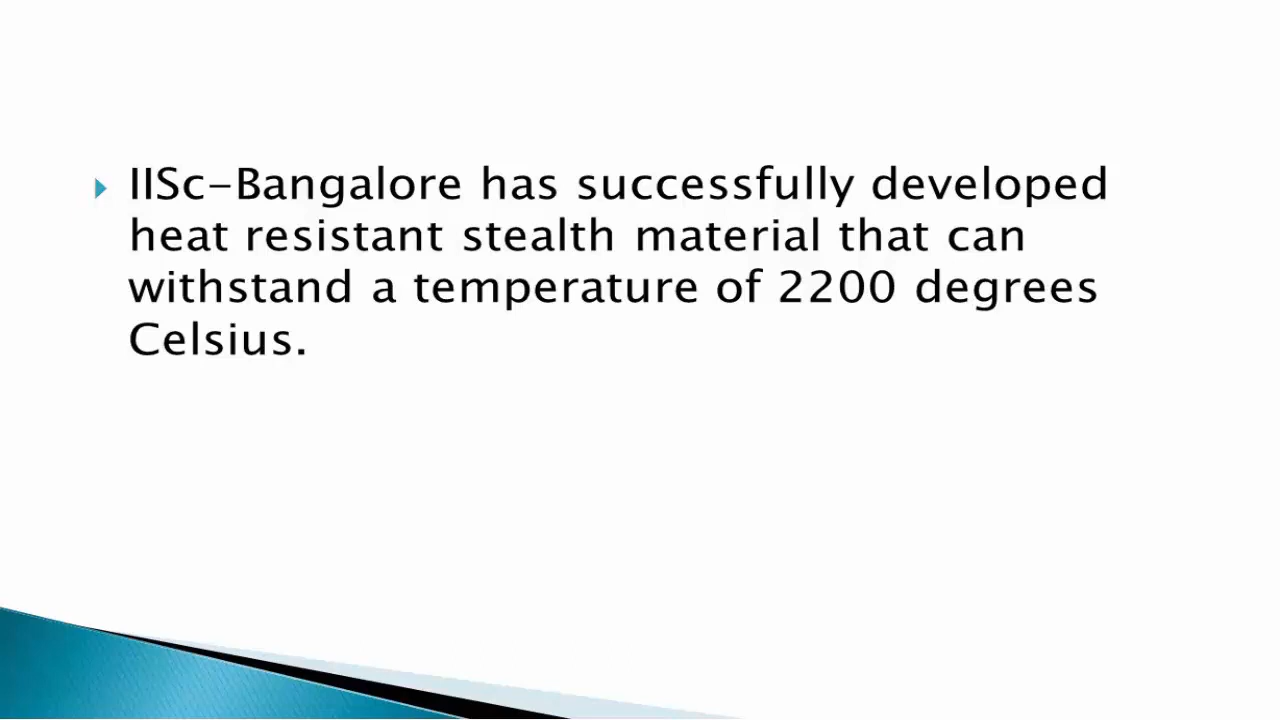 IISc-Bangalore has successfully developed
heat resistant stealth material that can
withstand a temperature of 2200 degrees
Celsius.